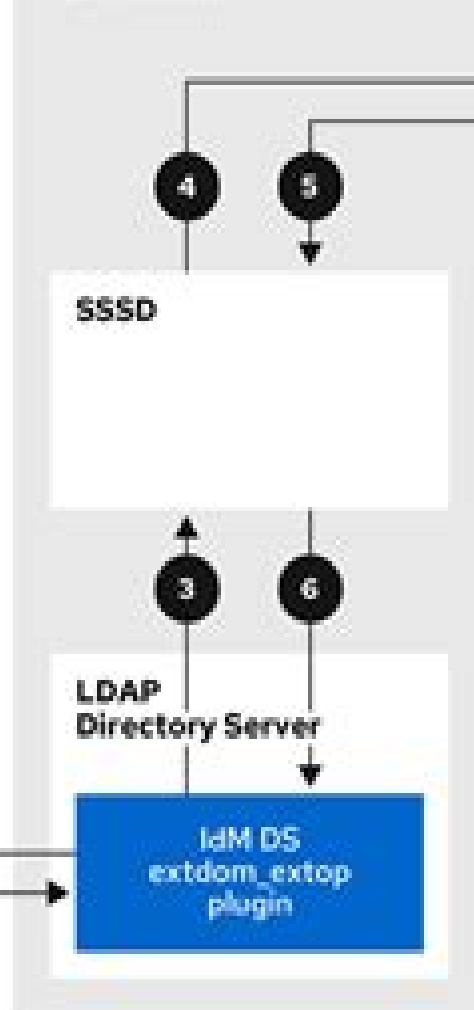 4
5
SSSD
3
6
LDAP
Directory Server
IdM DS
extdom_extop
plugin